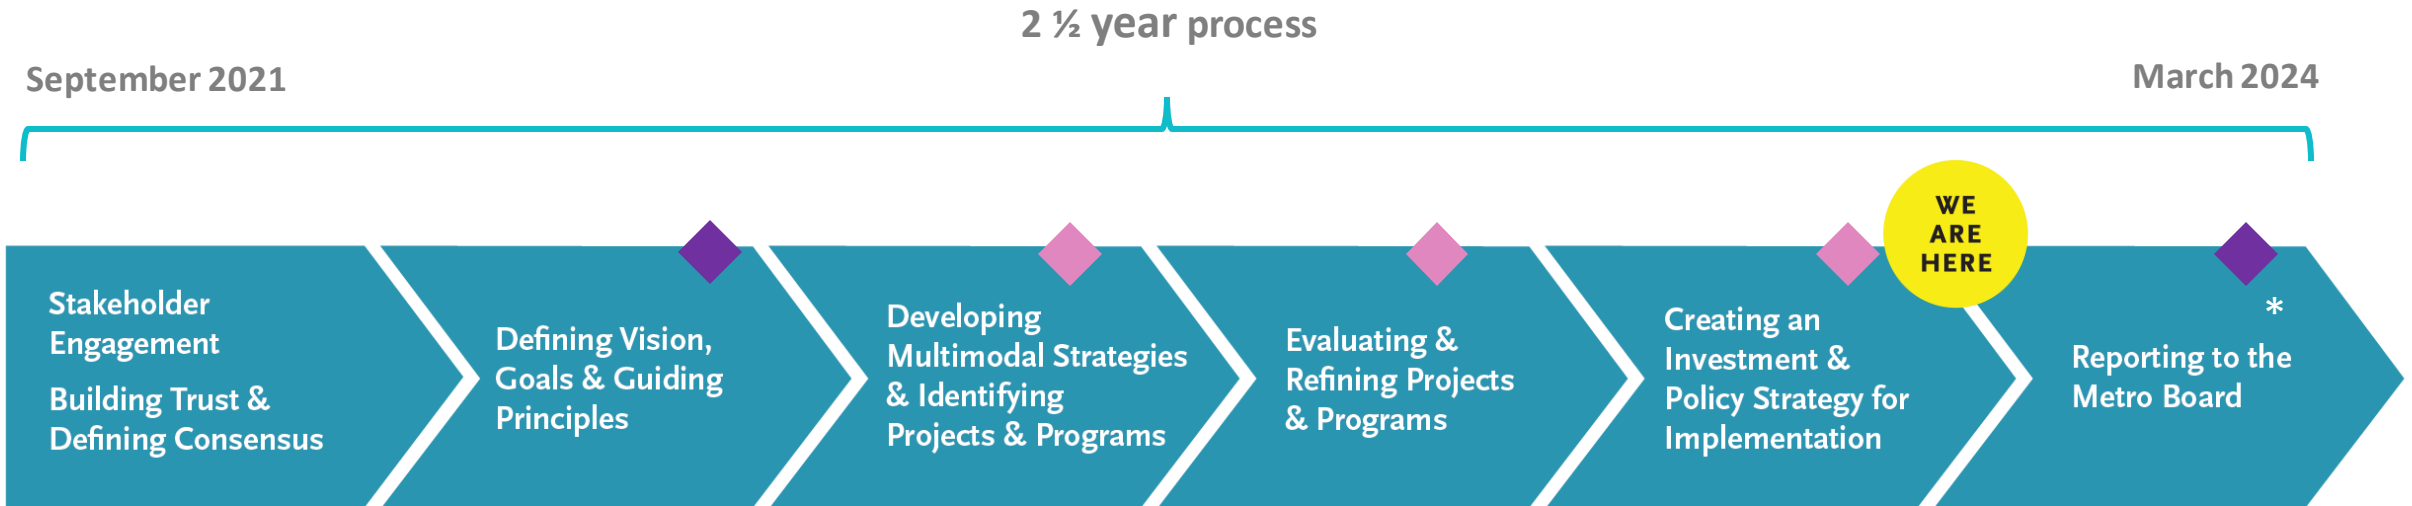 2 ½ year process
September 2021
March 2024
WE
ARE
HERE
Stakeholder
Engagement
Building Trust &
Defining Consensus
Defining Vision,
Goals & Guiding
Principles
Developing
Multimodal Strategies
& Identifying
Projects & Programs
Evaluating &
Refining Projects
& Programs
Creating an
Investment &
Policy Strategy for
Implementation
*
Reporting to the
Metro Board